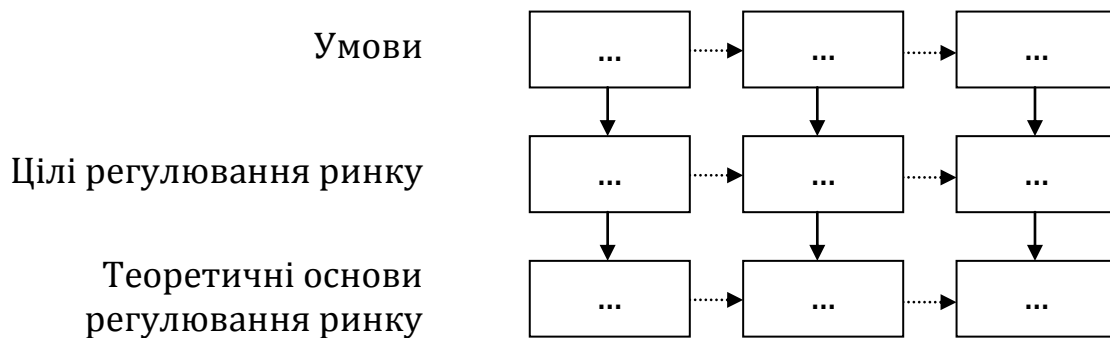 Умови
... ... ...
Цілі регулювання ринку
... ... ...
Теоретичні основи
регулювання ринку
... ... ...